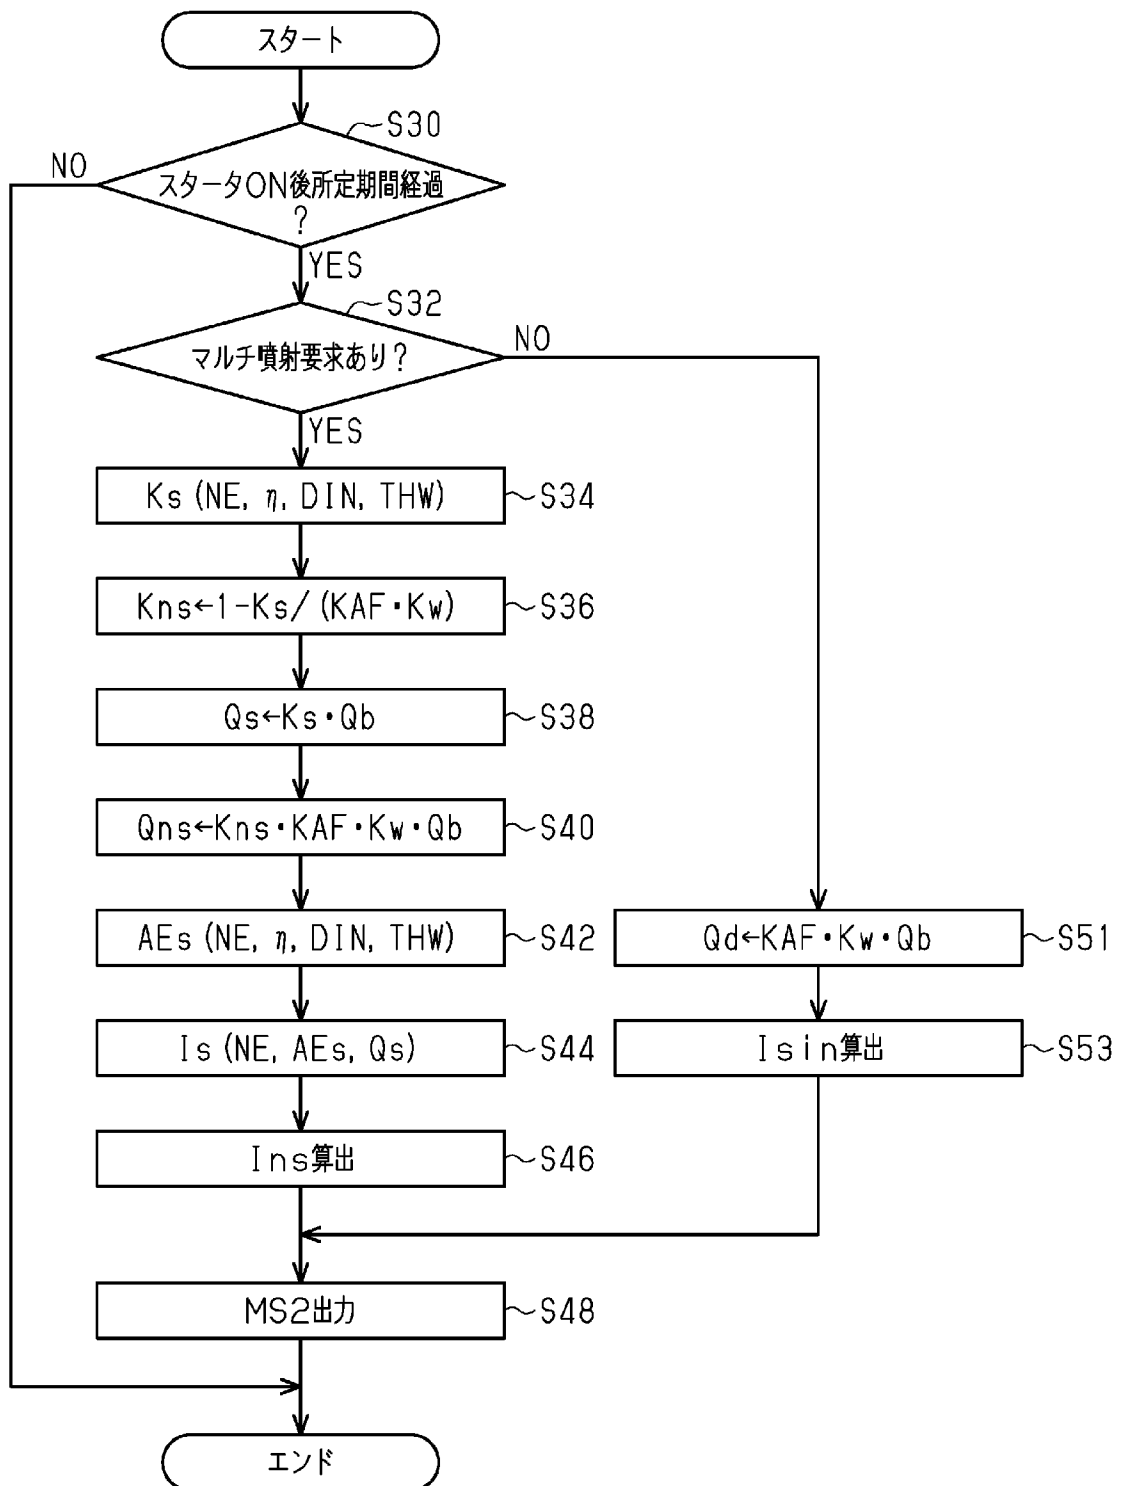 スタート
S30
NO
スタータON後所定期間経過
?
YES
S32
NO
マルチ噴射要求あり?
YES
Ks(NE, η, DIN, THW)
S34
Kns←1-Ks/(KAF・Kw)
S36
Qs←Ks・Qb
S38
Qns←Kns・KAF・Kw・Qb
S40
AEs(NE, η, DIN, THW)
S42
Qd←KAF・Kw・Qb
S51
Is(NE, AEs, Qs)
S44
Isin算出
S53
Ins算出
S46
MS2出力
S48
エンド